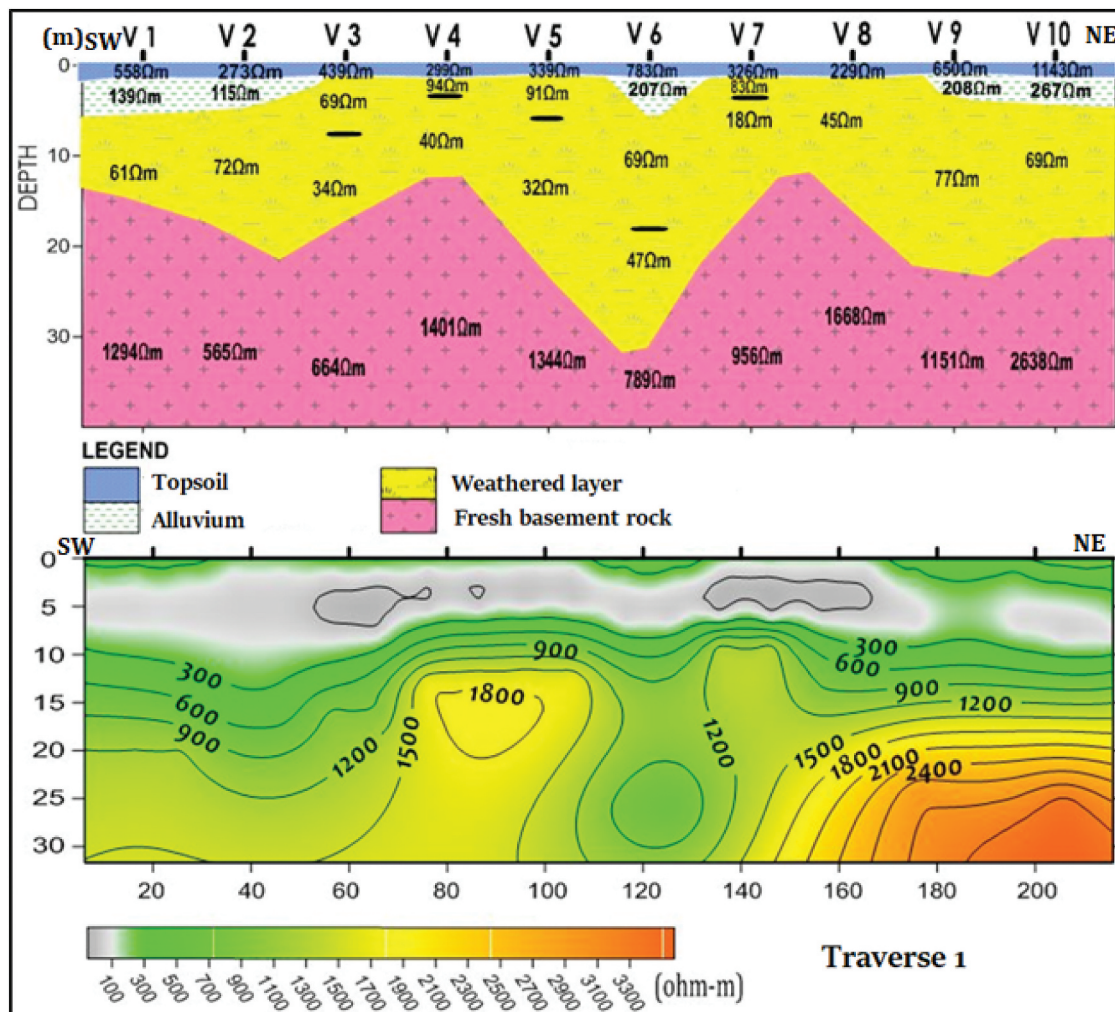 (m) SW V 1 V 2 V 3 V 4 V 5 V 6 V 7 V 8 V 9 V 10 NE
0
558Ωm 273Ωm 439Ωm 299Ωm 339Ωm 783Ωm 326Ωm 229Ωm 650Ωm 1143Ωm
139Ωm 115Ωm 69Ωm 94Ωm 91Ωm 207Ωm 83Ωm 208Ωm 267Ωm
40Ωm 18Ωm 45Ωm
DEPTH
10
61Ωm 72Ωm 34Ωm 32Ωm 69Ωm 77Ωm 69Ωm
20
47Ωm
30
1294Ωm 565Ωm 664Ωm 1401Ωm 1344Ωm 789Ωm 956Ωm 1668Ωm 1151Ωm 2638Ωm
LEGEND
Topsoil
Weathered layer
Alluvium
Fresh basement rock
SW NE
0
5
10
15
20
25
30
300
600
900
1200
1500
1800
900
1200
300
600
900
1200
1500
1800
2100
2400
20 40 60 80 100 120 140 160 180 200
100 300 500 700 900 1100 1300 1500 1700 1900 2100 2300 2500 2700 2900 3100 3300 (ohm-m)
Traverse 1